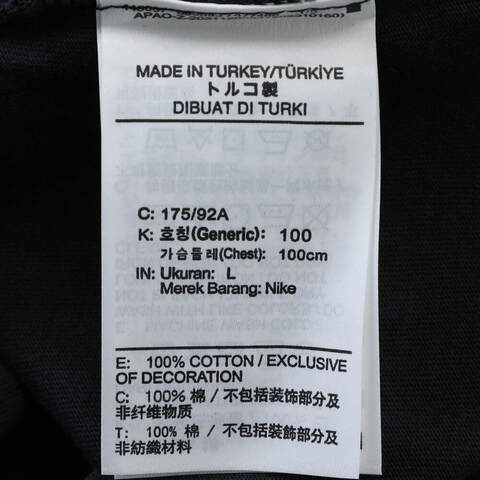 MADE IN TURKEY/TÜRKİYE
トルコ製
DIBUAT DI TURKI
C: 175/92A
K: 호칭(Generic): 100
가슴둘레(Chest): 100cm
IN: Ukuran: L
Merek Barang: Nike
E: 100% COTTON / EXCLUSIVE
OF DECORATION
C: 100% 棉 / 不包括装饰部分及
非纤维物质
T: 100% 棉 / 不包括裝飾部分及
非紡織材料